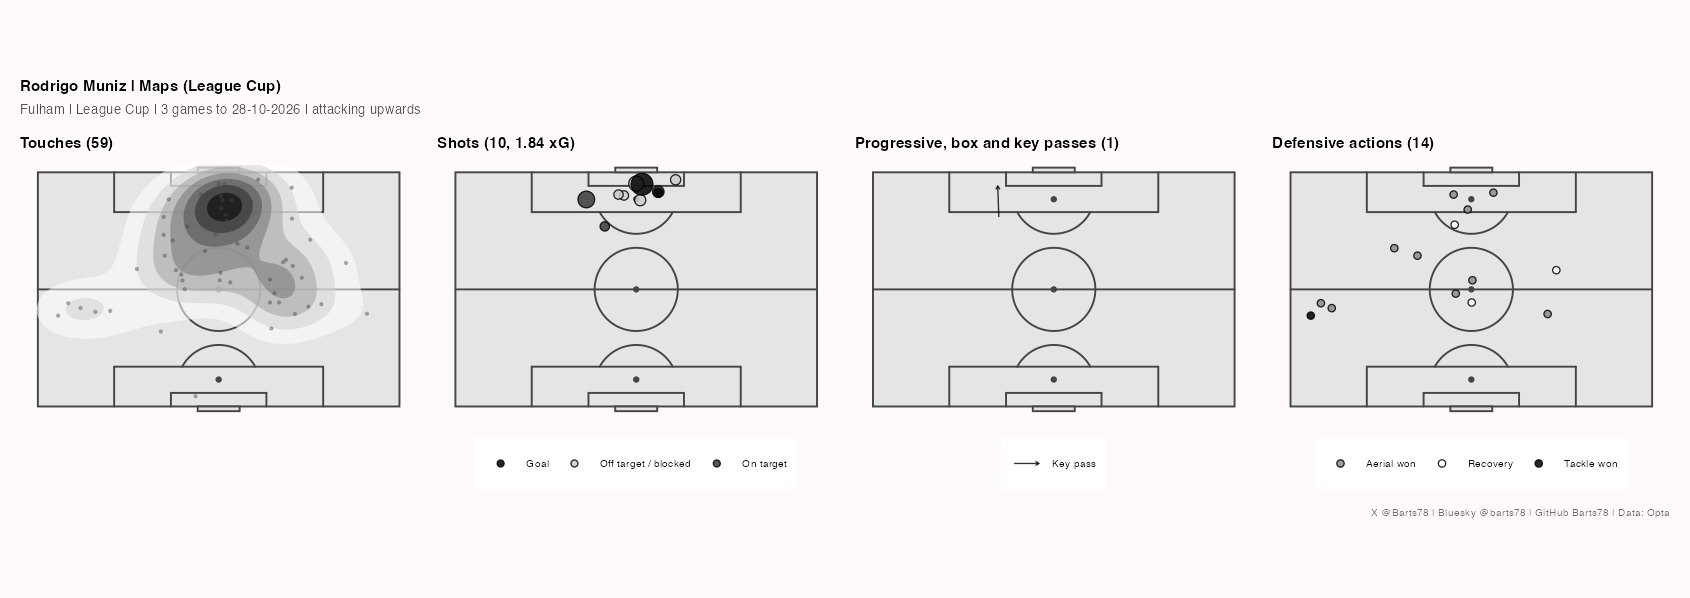 Rodrigo Muniz | Maps (League Cup)
Fulham | League Cup | 3 games to 28-10-2026 | attacking upwards
Touches (59)
Shots (10, 1.84 xG)
Progressive, box and key passes (1)
Defensive actions (14)
Goal
Off target / blocked
On target
Key pass
Aerial won
Recovery
Tackle won
X @Barts78 | Bluesky @barts78 | GitHub Barts78 | Data: Opta